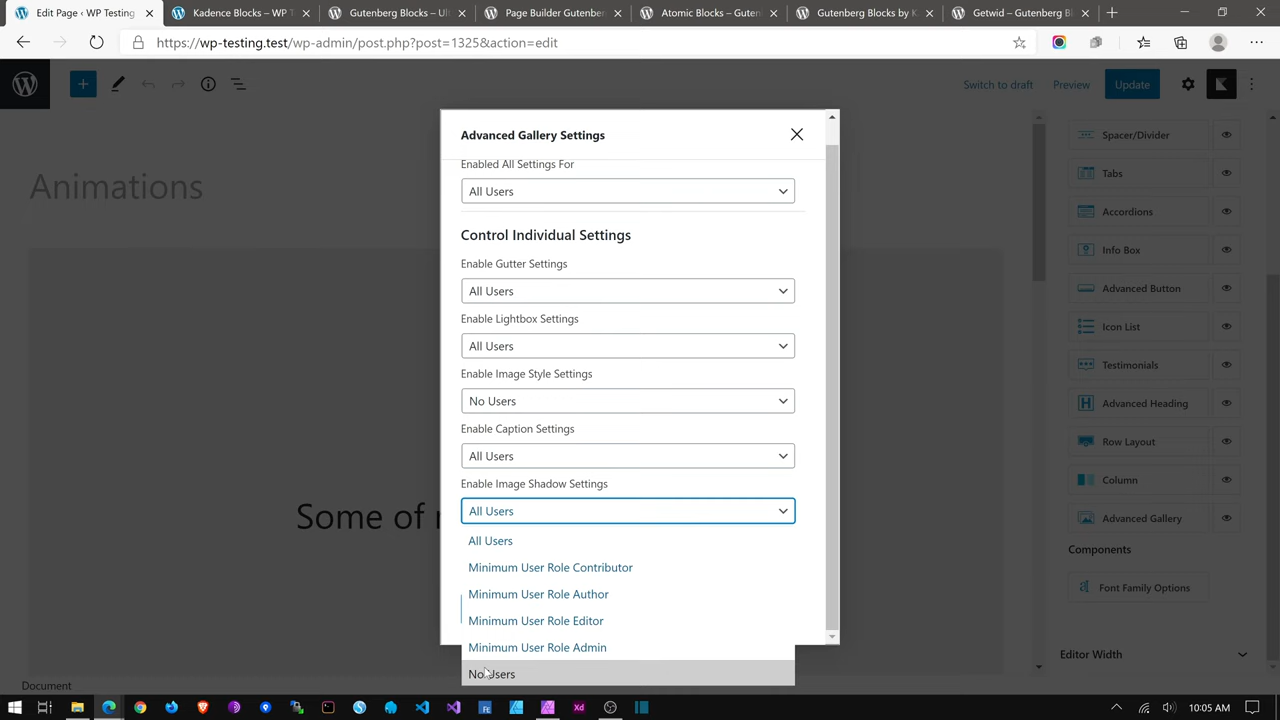 Edit Page ‹ WP Testing
Kadence Blocks – WP T
Gutenberg Blocks – Ult
Page Builder Gutenber
Atomic Blocks – Guten
Gutenberg Blocks by K
Getwid – Gutenberg Bl
https://wp-testing.test/wp-admin/post.php?post=1325&action=edit
Switch to draft
Preview
Update
Advanced Gallery Settings
Enabled All Settings For
All Users
Control Individual Settings
Enable Gutter Settings
All Users
Enable Lightbox Settings
All Users
Enable Image Style Settings
No Users
Enable Caption Settings
All Users
Enable Image Shadow Settings
All Users
All Users
Minimum User Role Contributor
Minimum User Role Author
Minimum User Role Editor
Minimum User Role Admin
No Users
Animations
Some of
Spacer/Divider
Tabs
Accordions
Info Box
Advanced Button
Icon List
Testimonials
Advanced Heading
Row Layout
Column
Advanced Gallery
Components
Font Family Options
Editor Width
Document
10:05 AM